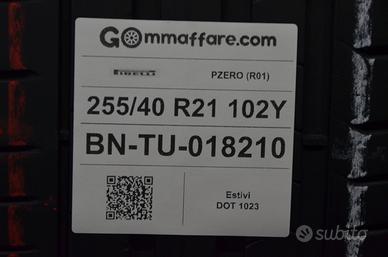 GOmmaffare.com
PIRELLI PZERO (R01)
255/40 R21 102Y
BN-TU-018210
Estivi
DOT 1023
subito